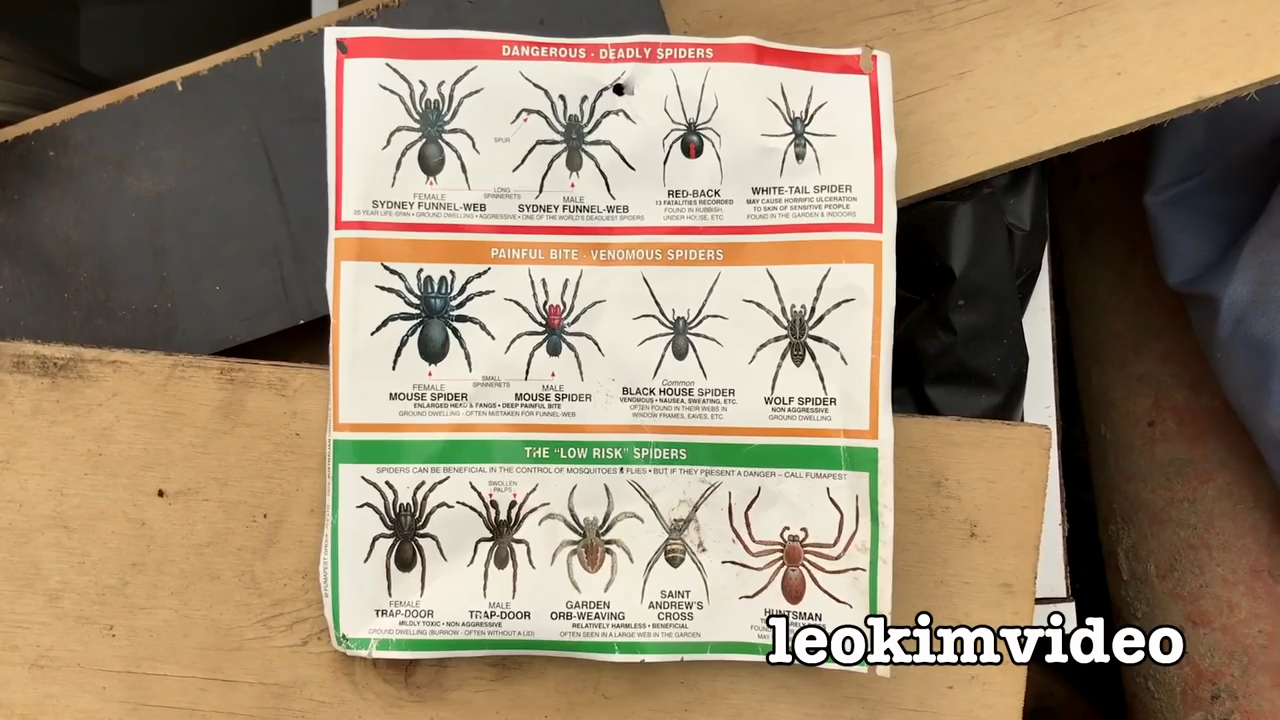 DANGEROUS - DEADLY SPIDERS
SPUR
LONG
SPINNERETS
FEMALE
SYDNEY FUNNEL-WEB
MALE
SYDNEY FUNNEL-WEB
25 YEAR LIFE-SPAN • GROUND DWELLING • AGGRESSIVE • ONE OF THE WORLD'S DEADLIEST SPIDERS
RED-BACK
13 FATALITIES RECORDED
FOUND IN RUBBISH,
UNDER HOUSE, ETC
WHITE-TAIL SPIDER
MAY CAUSE HORRIFIC ULCERATION
TO SKIN OF SENSITIVE PEOPLE
FOUND IN THE GARDEN & INDOORS
PAINFUL BITE - VENOMOUS SPIDERS
SMALL
SPINNERETS
FEMALE
MOUSE SPIDER
MALE
MOUSE SPIDER
ENLARGED HEAD & FANGS • DEEP PAINFUL BITE
GROUND DWELLING - OFTEN MISTAKEN FOR FUNNEL-WEB
Common
BLACK HOUSE SPIDER
VENOMOUS • NAUSEA, SWEATING, ETC.
OFTEN FOUND IN THEIR WEBS IN
WINDOW FRAMES, EAVES, ETC.
WOLF SPIDER
NON AGGRESSIVE
GROUND DWELLING
THE "LOW RISK" SPIDERS
SPIDERS CAN BE BENEFICIAL IN THE CONTROL OF MOSQUITOES & FLIES • BUT IF THEY PRESENT A DANGER – CALL FUMAPEST
SWOLLEN
PALPS
FEMALE
TRAP-DOOR
MALE
TRAP-DOOR
MILDLY TOXIC • NON AGGRESSIVE
GROUND DWELLING (BURROW - OFTEN WITHOUT A LID)
GARDEN
ORB-WEAVING
SAINT
ANDREW'S
CROSS
RELATIVELY HARMLESS • BENEFICIAL
OFTEN SEEN IN A LARGE WEB IN THE GARDEN
HUNTSMAN
MAY
© FUMAPEST GROUP
leokimvideo